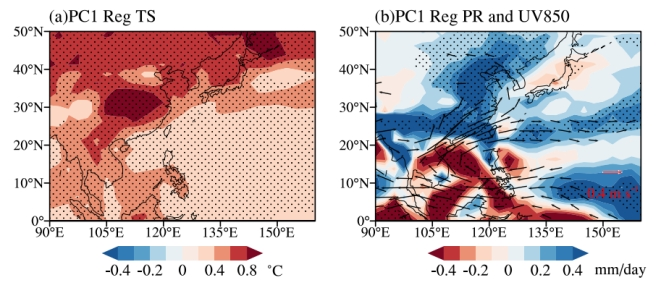 (a)PC1 Reg TS
(b)PC1 Reg PR and UV850
50°N
40°N
30°N
20°N
10°N
0°
90°E 105°E 120°E 135°E 150°E
-0.4 -0.2 0 0.4 0.8 °C
50°N
40°N
30°N
20°N
10°N
0°
90°E 105°E 120°E 135°E 150°E
-0.4 -0.2 0 0.2 0.4 mm/day